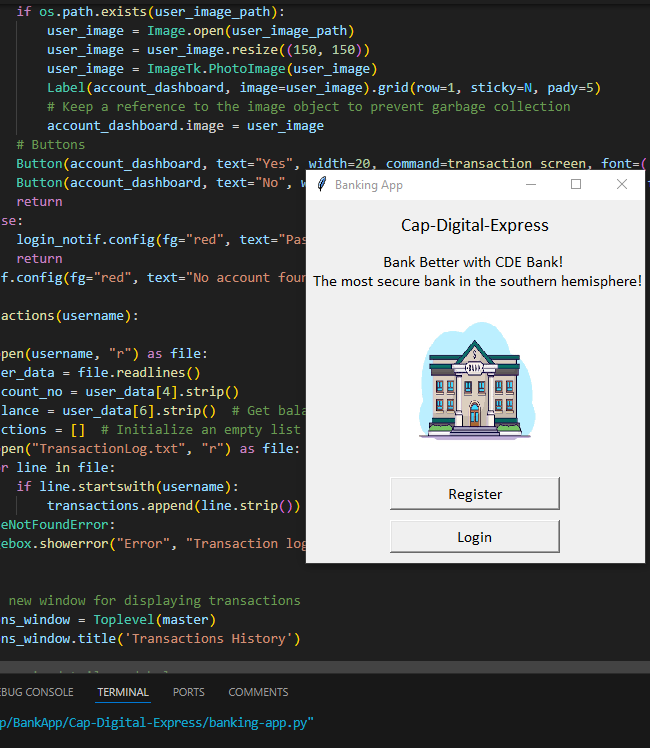 if os.path.exists(user_image_path):
user_image = Image.open(user_image_path)
user_image = user_image.resize((150, 150))
user_image = ImageTk.PhotoImage(user_image)
Label(account_dashboard, image=user_image).grid(row=1, sticky=N, pady=5)
# Keep a reference to the image object to prevent garbage collection
account_dashboard.image = user_image
# Buttons
Button(account_dashboard, text="Yes", width=20, command=transaction_screen, font=(
Button(account_dashboard, text="No", w
return
se:
login_notif.config(fg="red", text="Pas
return
f.config(fg="red", text="No account foun
actions(username):
pen(username, "r") as file:
er_data = file.readlines()
count_no = user_data[4].strip()
lance = user_data[6].strip()  # Get bala
actions = []  # Initialize an empty list
pen("TransactionLog.txt", "r") as file:
r line in file:
if line.startswith(username):
transactions.append(line.strip())
eNotFoundError:
gebox.showerror("Error", "Transaction log
new window for displaying transactions
ns_window = Toplevel(master)
ns_window.title('Transactions History')
Banking App
Cap-Digital-Express
Bank Better with CDE Bank!
The most secure bank in the southern hemisphere!
BANK
Register
Login
EBUG CONSOLE TERMINAL PORTS COMMENTS
p/BankApp/Cap-Digital-Express/banking-app.py"